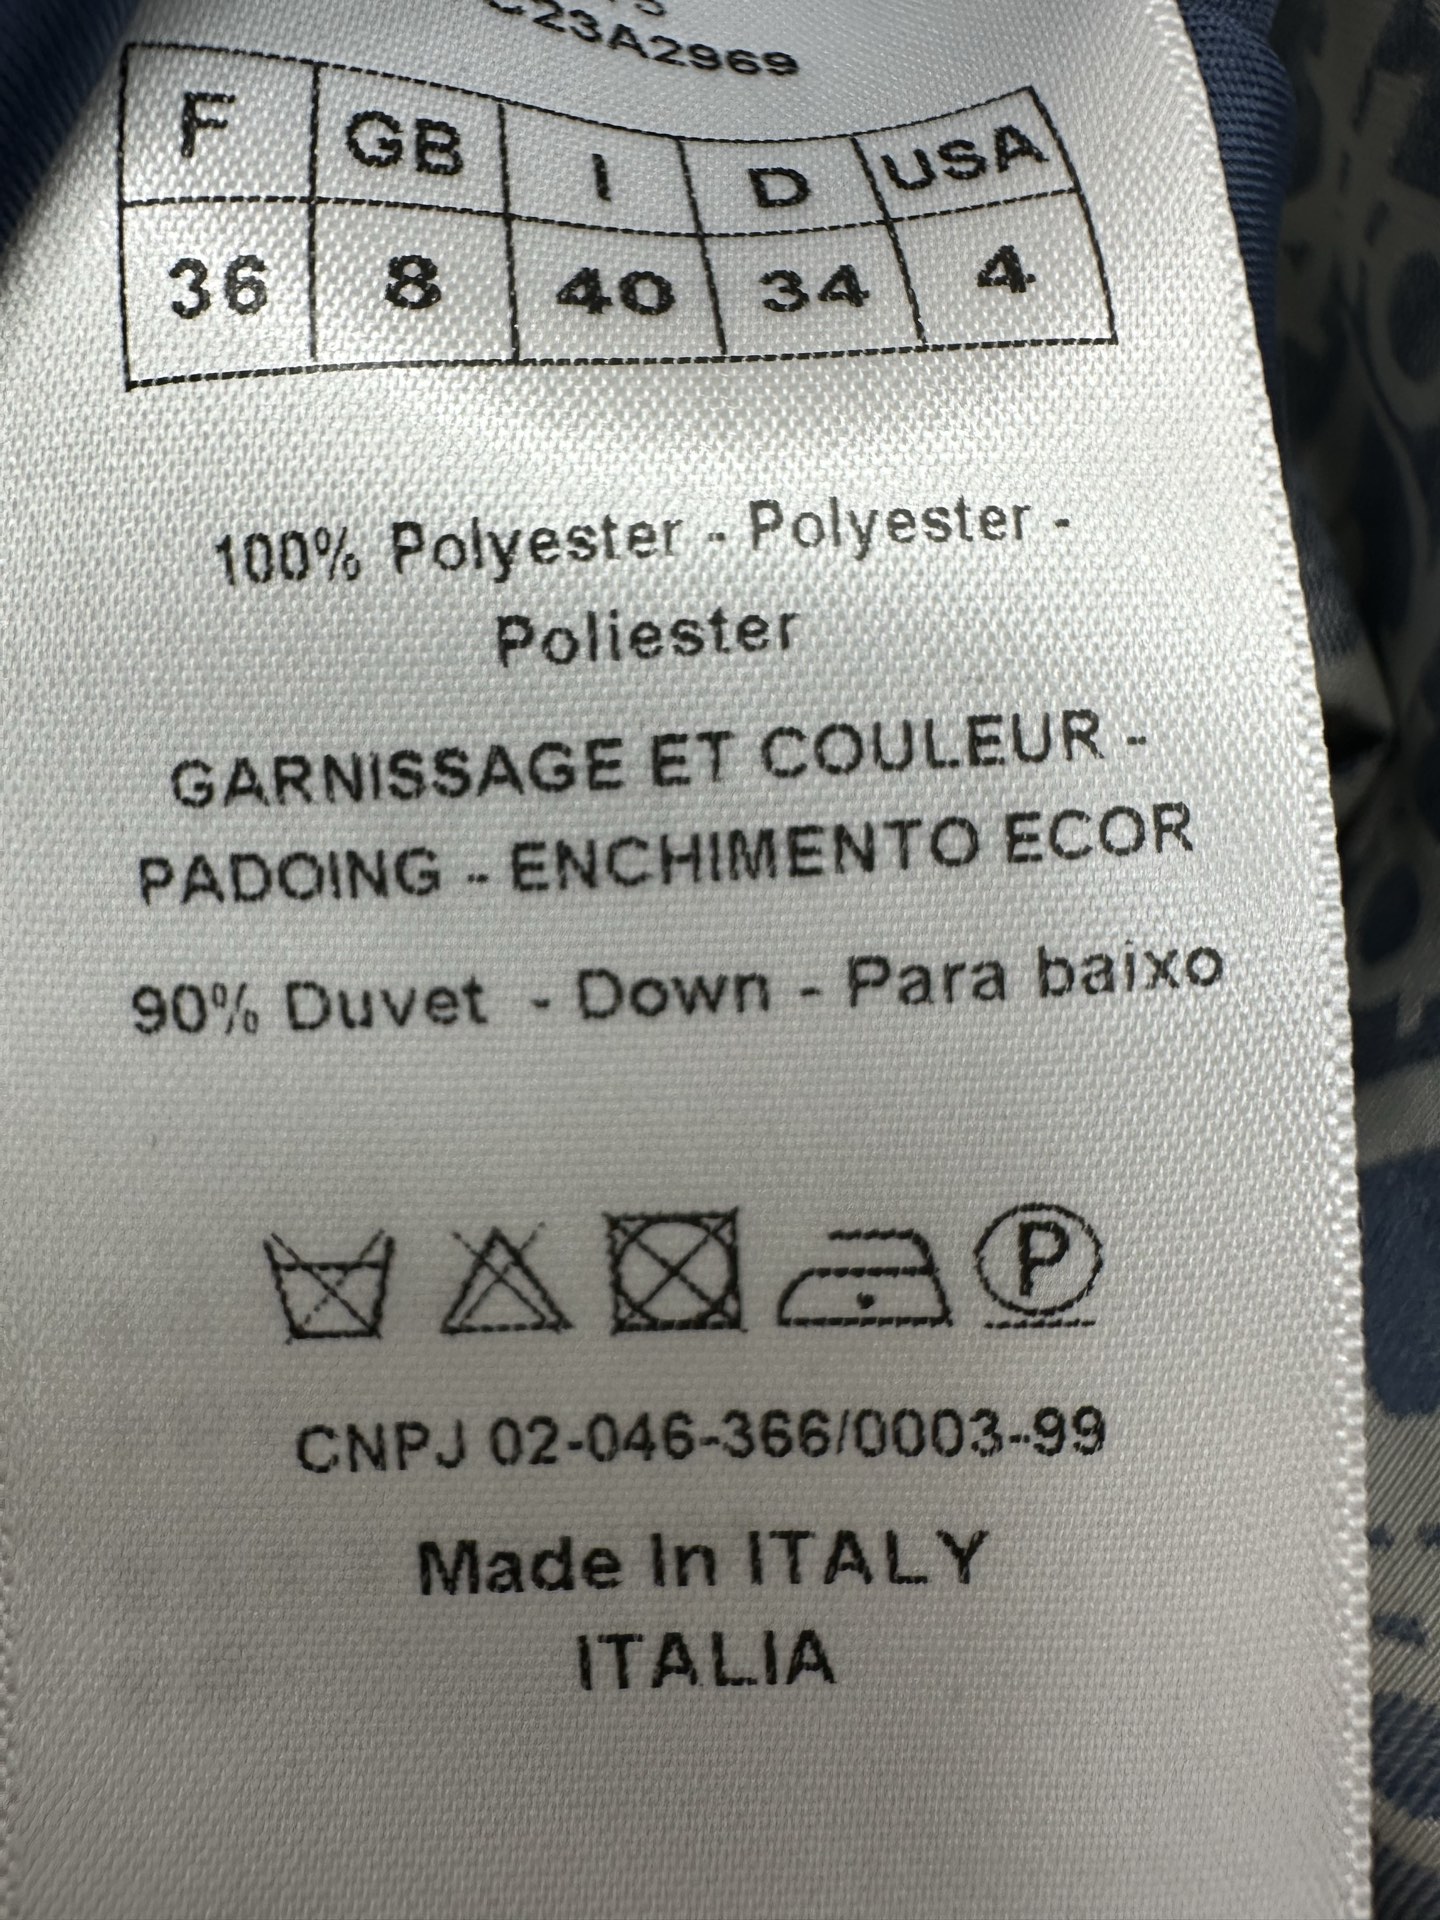 23A2969
F GB I D USA
36 8 40 34 4
100% Polyester - Polyester -
Poliester
GARNISSAGE ET COULEUR -
PADOING - ENCHIMENTO ECOR
90% Duvet - Down - Para baixo
P
CNPJ 02-046-366/0003-99
Made In ITALY
ITALIA